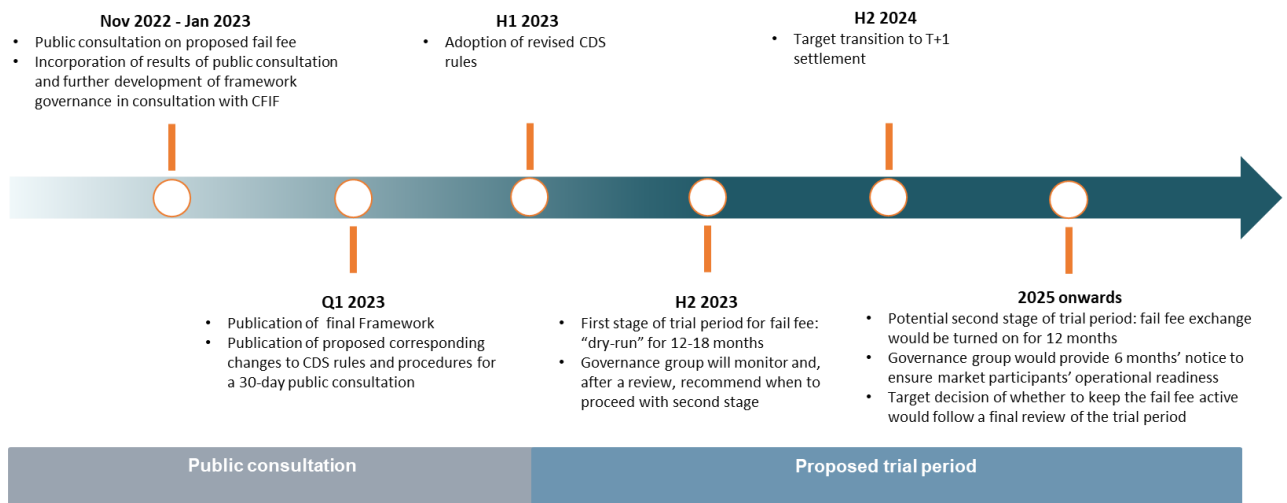 Nov 2022 - Jan 2023
• Public consultation on proposed fail fee
• Incorporation of results of public consultation
and further development of framework
governance in consultation with CFIF
H1 2023
• Adoption of revised CDS
rules
H2 2024
• Target transition to T+1
settlement
Q1 2023
• Publication of final Framework
• Publication of proposed corresponding
changes to CDS rules and procedures for
a 30-day public consultation
H2 2023
• First stage of trial period for fail fee:
“dry-run” for 12-18 months
• Governance group will monitor and,
after a review, recommend when to
proceed with second stage
2025 onwards
• Potential second stage of trial period: fail fee exchange
would be turned on for 12 months
• Governance group would provide 6 months’ notice to
ensure market participants’ operational readiness
• Target decision of whether to keep the fail fee active
would follow a final review of the trial period
Public consultation
Proposed trial period